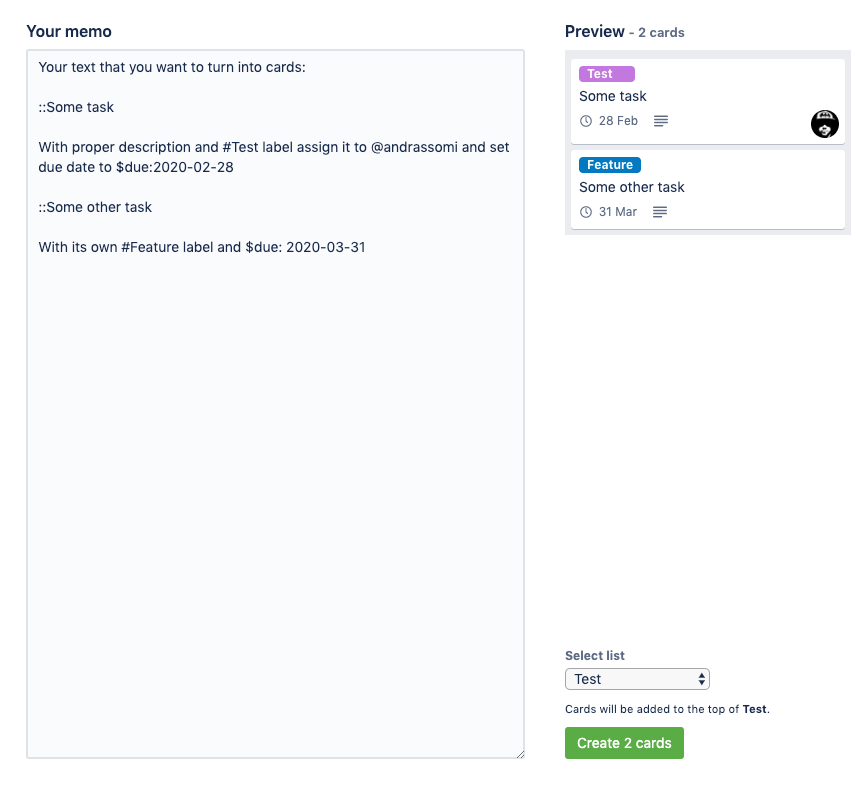 Your memo
Your text that you want to turn into cards:
::Some task
With proper description and #Test label assign it to @andrassomi and set
due date to $due:2020-02-28
::Some other task
With its own #Feature label and $due: 2020-03-31
Preview - 2 cards
Test
Some task
28 Feb
Feature
Some other task
31 Mar
Select list
Test
Cards will be added to the top of Test.
Create 2 cards